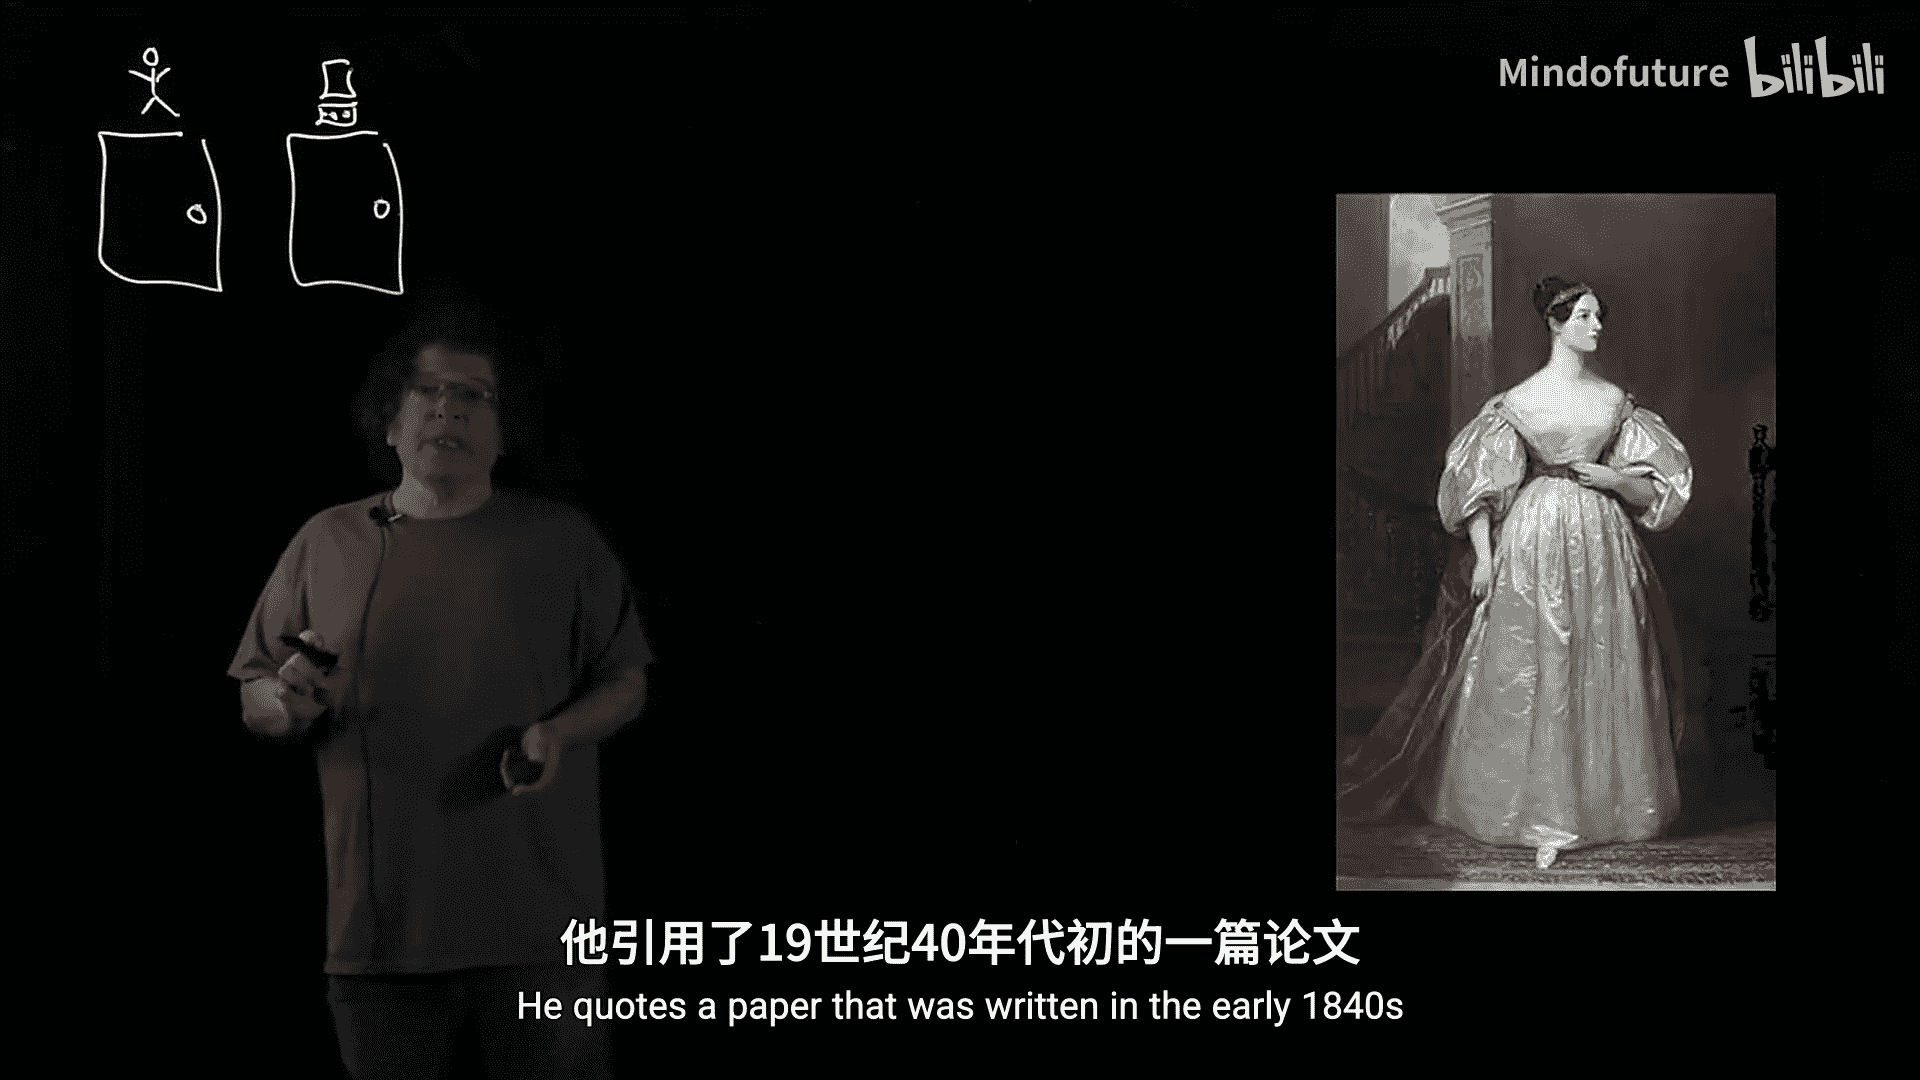 Mindofuture bilibili
他引用了19世纪40年代初的一篇论文
He quotes a paper that was written in the early 1840s